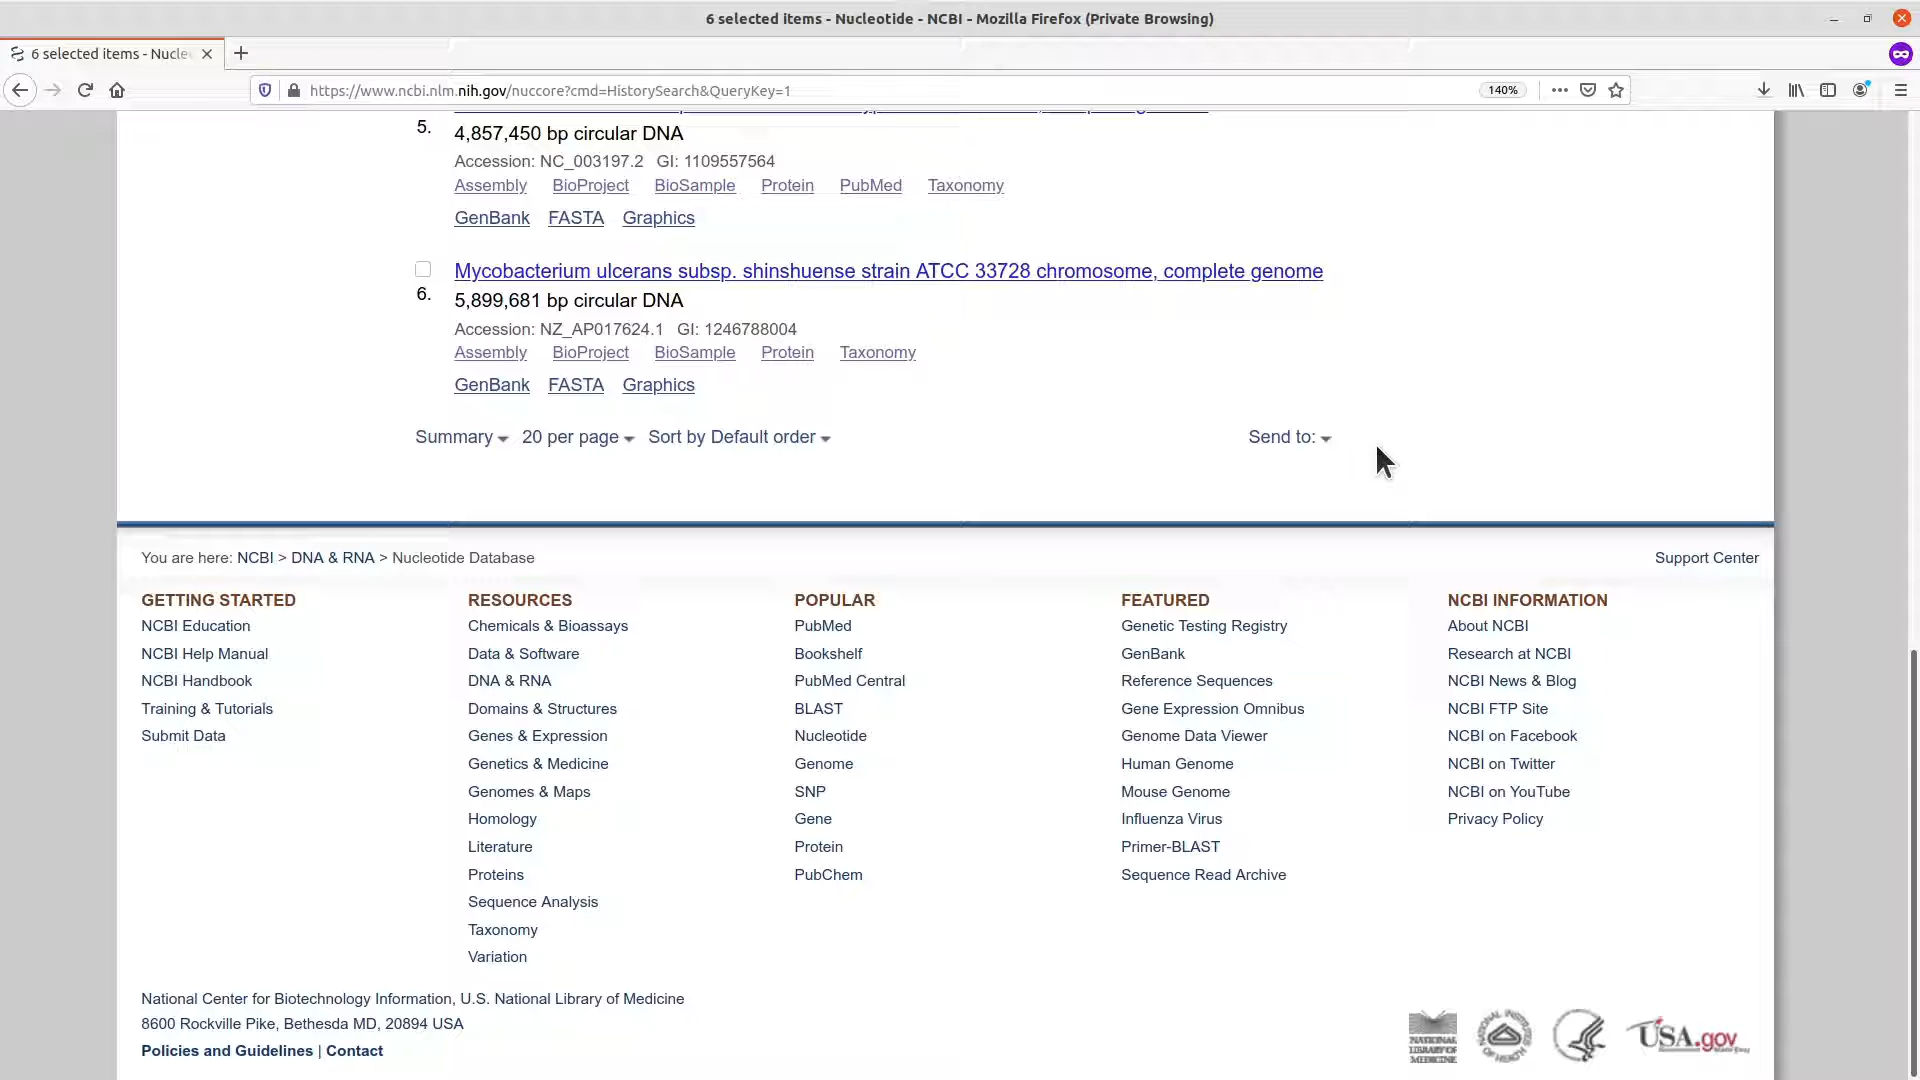 6 selected items - Nucleotide - NCBI - Mozilla Firefox (Private Browsing)
6 selected items - Nucle
https://www.ncbi.nlm.nih.gov/nuccore?cmd=HistorySearch&QueryKey=1
140%
5.
4,857,450 bp circular DNA
Accession: NC_003197.2 GI: 1109557564
Assembly BioProject BioSample Protein PubMed Taxonomy
GenBank FASTA Graphics
Mycobacterium ulcerans subsp. shinshuense strain ATCC 33728 chromosome, complete genome
6.
5,899,681 bp circular DNA
Accession: NZ_AP017624.1 GI: 1246788004
Assembly BioProject BioSample Protein Taxonomy
GenBank FASTA Graphics
Summary 20 per page Sort by Default order Send to:
You are here: NCBI > DNA & RNA > Nucleotide Database
Support Center
GETTING STARTED
NCBI Education
NCBI Help Manual
NCBI Handbook
Training & Tutorials
Submit Data
RESOURCES
Chemicals & Bioassays
Data & Software
DNA & RNA
Domains & Structures
Genes & Expression
Genetics & Medicine
Genomes & Maps
Homology
Literature
Proteins
Sequence Analysis
Taxonomy
Variation
POPULAR
PubMed
Bookshelf
PubMed Central
BLAST
Nucleotide
Genome
SNP
Gene
Protein
PubChem
FEATURED
Genetic Testing Registry
GenBank
Reference Sequences
Gene Expression Omnibus
Genome Data Viewer
Human Genome
Mouse Genome
Influenza Virus
Primer-BLAST
Sequence Read Archive
NCBI INFORMATION
About NCBI
Research at NCBI
NCBI News & Blog
NCBI FTP Site
NCBI on Facebook
NCBI on Twitter
NCBI on YouTube
Privacy Policy
National Center for Biotechnology Information, U.S. National Library of Medicine
8600 Rockville Pike, Bethesda MD, 20894 USA
Policies and Guidelines | Contact
NATIONAL
LIBRARY OF
MEDICINE
USA.gov